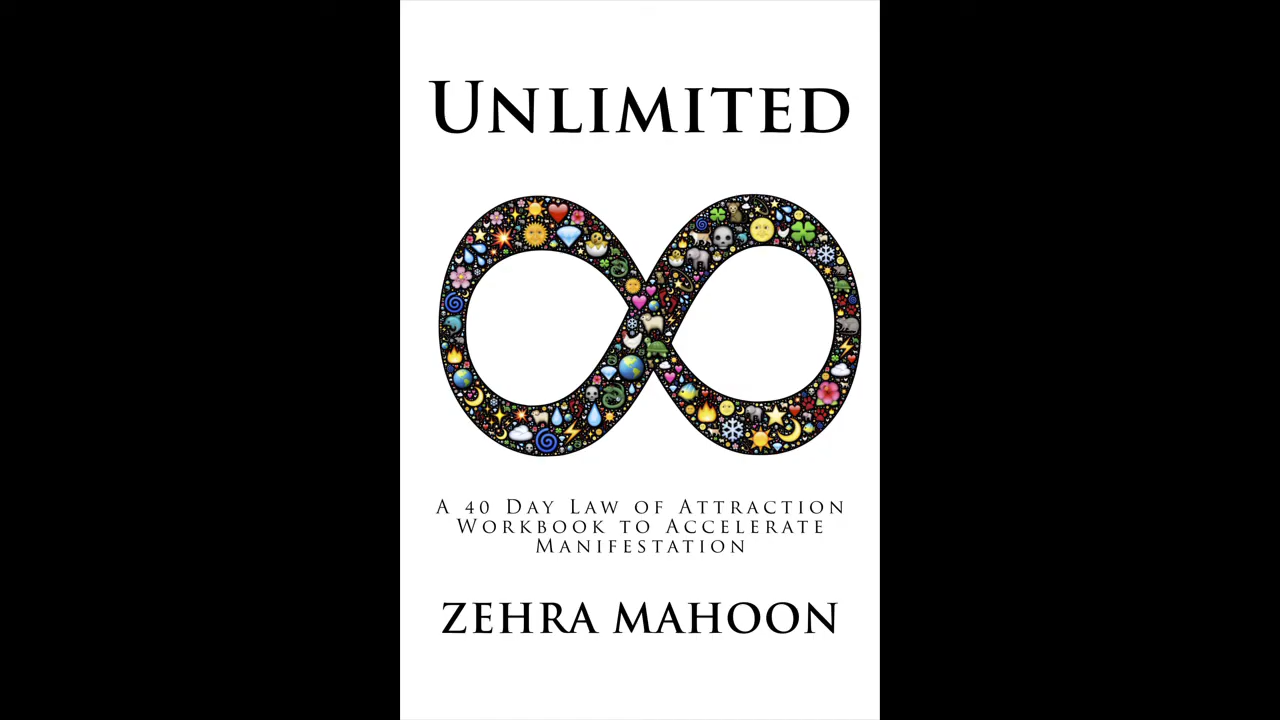 Unlimited
A 40 Day Law of Attraction
Workbook to Accelerate
Manifestation
ZEHRA MAHOON